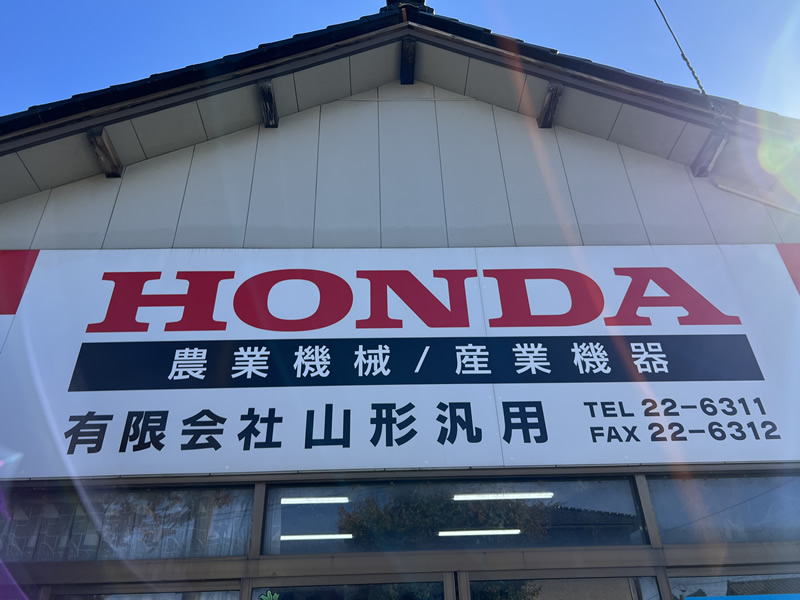 HONDA
農業機械/産業機器
有限会社山形汎用
TEL 22-6311
FAX 22-6312